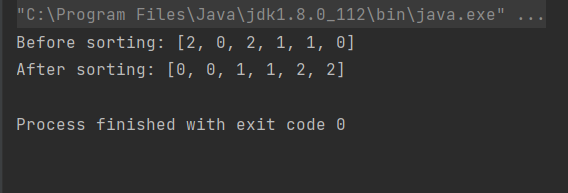 "C:\Program Files\Java\jdk1.8.0_112\bin\java.exe" ...
Before sorting: [2, 0, 2, 1, 1, 0]
After sorting: [0, 0, 1, 1, 2, 2]
Process finished with exit code 0